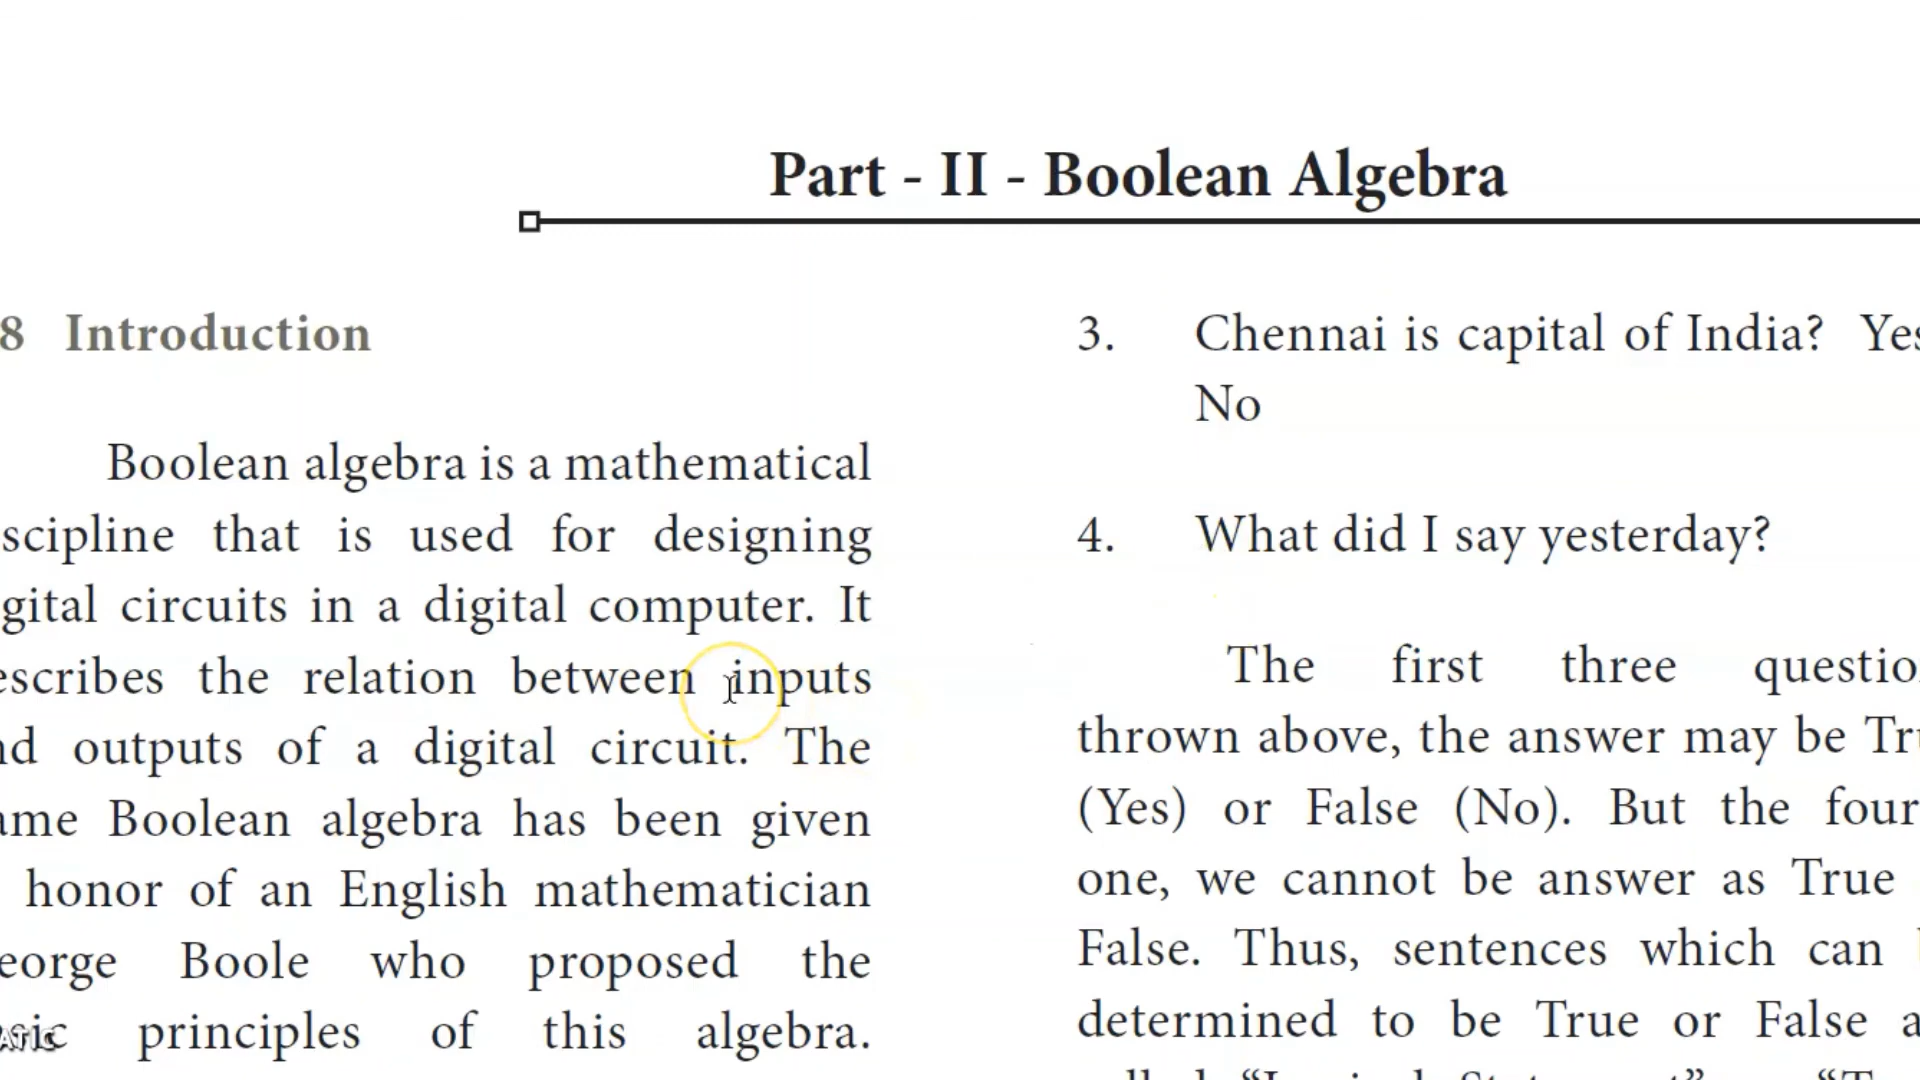 Part - II - Boolean Algebra
8 Introduction
Boolean algebra is a mathematical
scipline that is used for designing
gital circuits in a digital computer. It
escribes the relation between inputs
nd outputs of a digital circuit. The
ame Boolean algebra has been given
honor of an English mathematician
eorge Boole who proposed the
principles of this algebra.
3. Chennai is capital of India? Yes
No
4. What did I say yesterday?
The first three questio
thrown above, the answer may be Tru
(Yes) or False (No). But the four
one, we cannot be answer as True
False. Thus, sentences which can
determined to be True or False a